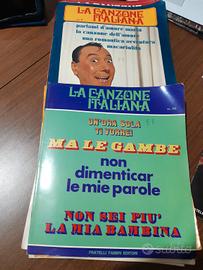 LA CANZONE
ITALIANA
parlami d'amore mariù
la canzone dell'amore
una romantica avventura
maccariolità
LA CANZONE
ITALIANA
UN'ORA SOLA
TI VORREI
MA LE GAMBE
non
dimenticar
le mie parole
NON SEI PIU'
LA MIA BAMBINA
FRATELLI FABBRI EDITORI
subito